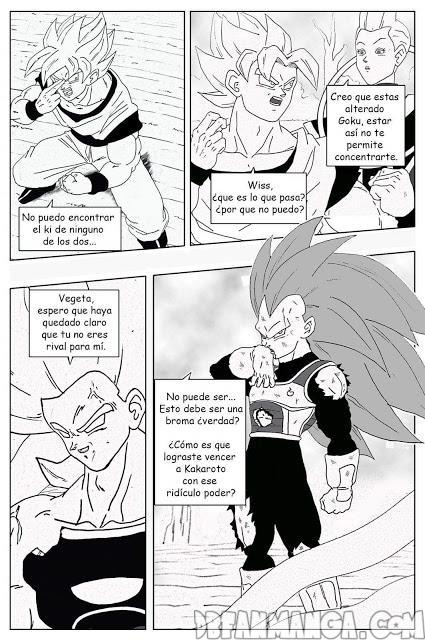 No puedo encontrar
el ki de ninguno
de los dos...
Wiss,
¿que es lo que pasa?
¿por que no puedo?
Creo que estas
alterado
Goku, estar
así no te
permite
concentrarte.
Vegeta,
espero que haya
quedado claro
que tu no eres
rival para mí.
No puede ser...
Esto debe ser una
broma ¿verdad?
¿Cómo es que
lograste vencer
a Kakaroto
con ese
ridículo poder?
DBFANMANGA.COM